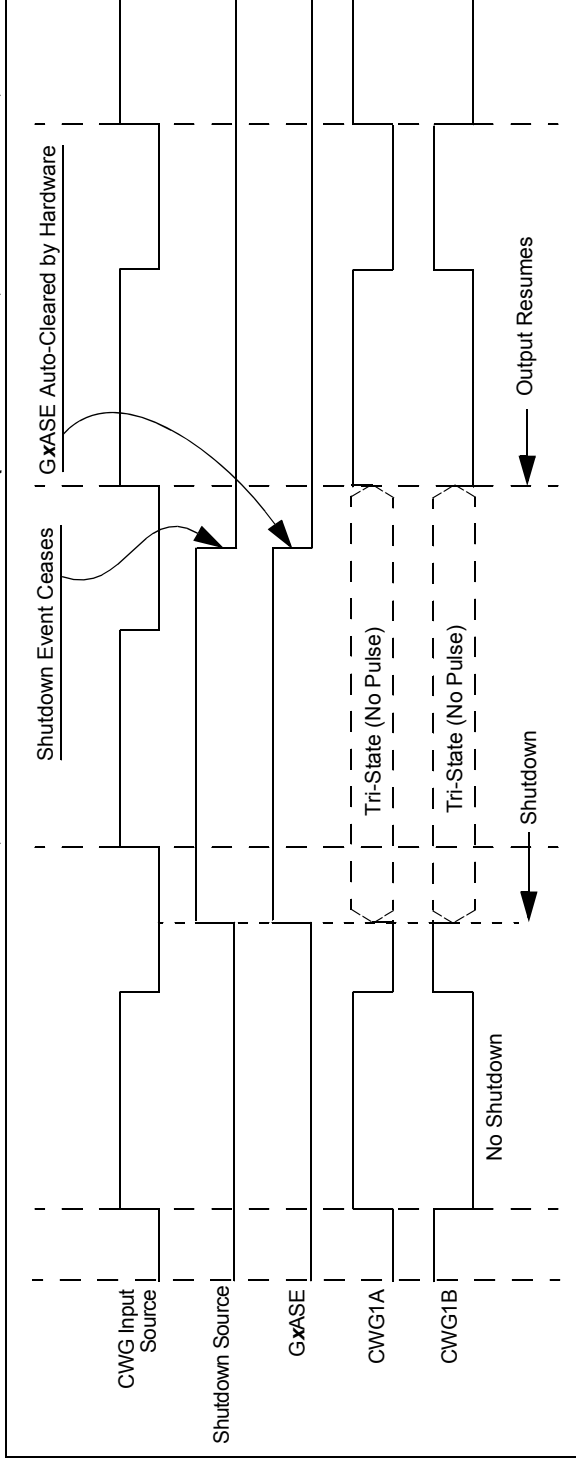 Shutdown Event Ceases
GxASE Auto-Cleared by Hardware
CWG Input
Source
Shutdown Source
GxASE
CWG1A
Tri-State (No Pulse)
CWG1B
Tri-State (No Pulse)
No Shutdown
Shutdown
Output Resumes